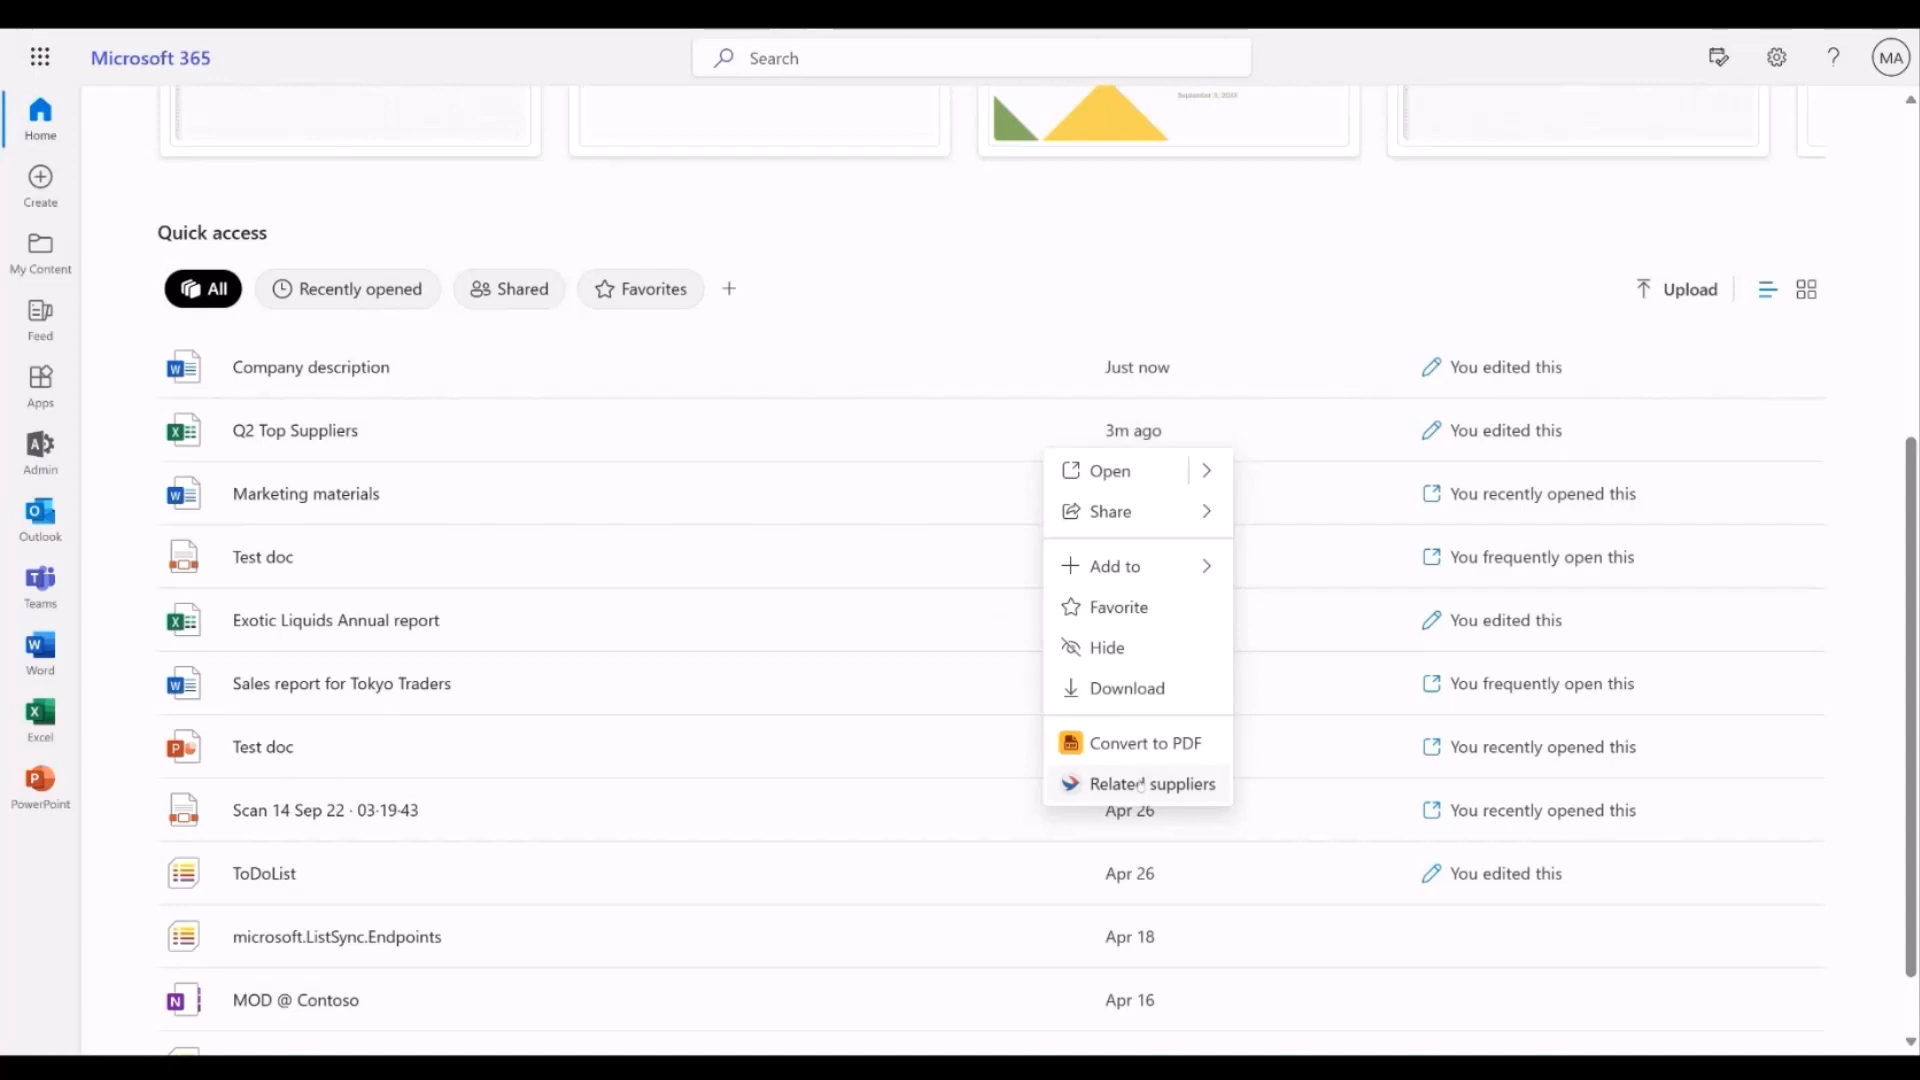 Microsoft 365
Search
MA
September 3, 2023
Home
Create
My Content
Feed
Apps
Admin
Outlook
Teams
Word
Excel
PowerPoint
Quick access
All
Recently opened
Shared
Favorites
Upload
Company description Just now You edited this
Q2 Top Suppliers 3m ago You edited this
Marketing materials You recently opened this
Test doc You frequently open this
Exotic Liquids Annual report You edited this
Sales report for Tokyo Traders You frequently open this
Test doc You recently opened this
Scan 14 Sep 22 · 03-19-43 Apr 26 You recently opened this
ToDoList Apr 26 You edited this
microsoft.ListSync.Endpoints Apr 18
MOD @ Contoso Apr 16
Open
Share
Add to
Favorite
Hide
Download
Convert to PDF
Related suppliers